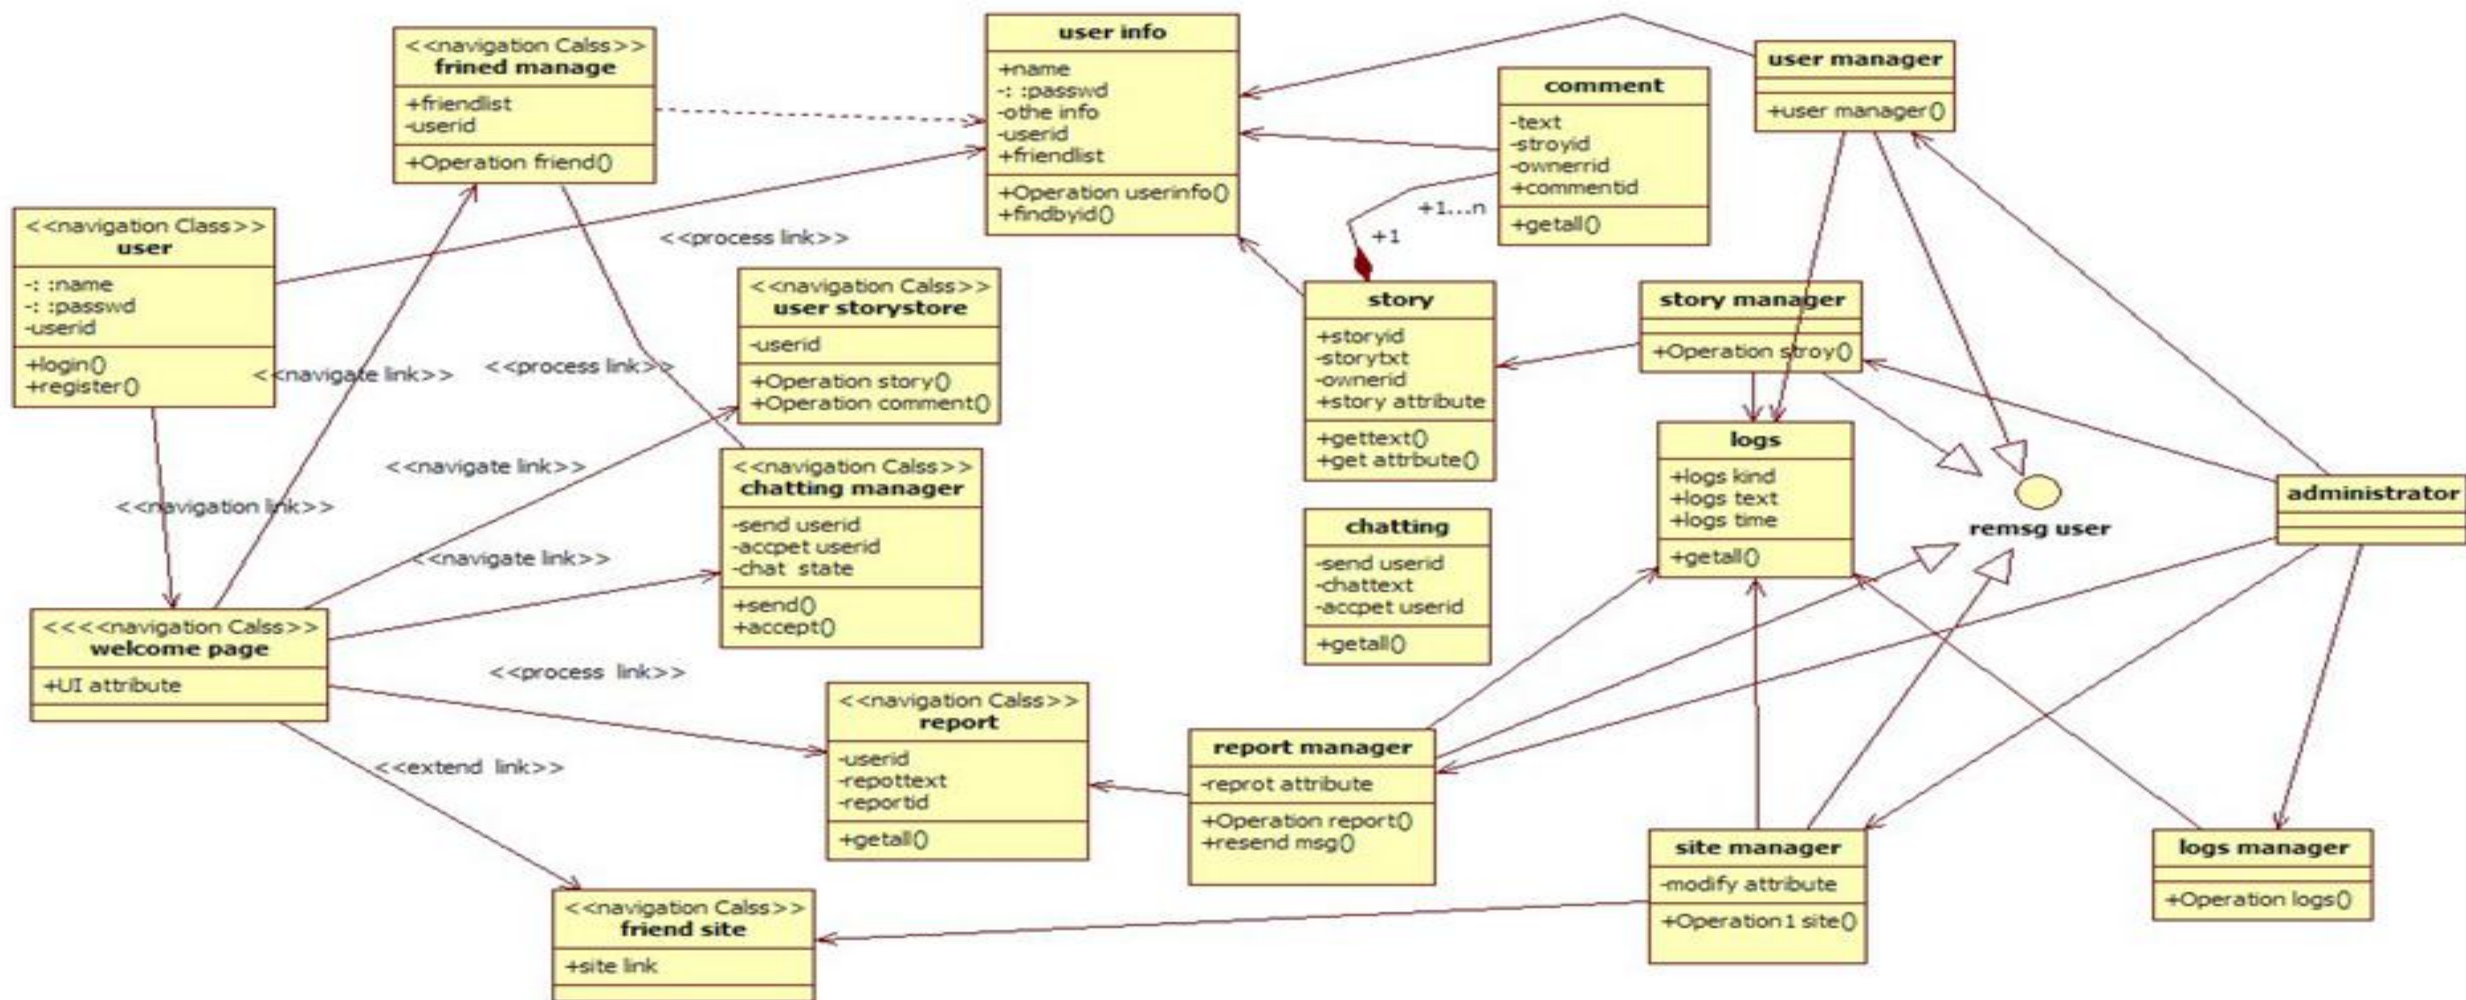 <<navigation Calss>>
frined manage
+friendlist
-userid
+Operation friend()
user info
+name
-: :passwd
-othe info
-userid
+friendlist
+Operation userinfo()
+findbyid()
comment
-text
-stroyid
-ownerrid
+commentid
+getall()
user manager
+user manager()
<<navigation Class>>
user
-: :name
-: :passwd
-userid
+login()
+register()
<<process link>>
+1...n
+1
<<navigation Calss>>
user storystore
-userid
+Operation story()
+Operation comment()
story
+storyid
-storytxt
-ownerid
+story attribute
+gettext()
+get attrbute()
story manager
+Operation stroy()
<<navigate link>>
<<process link>>
<<navigate link>>
<<navigation link>>
<<navigate link>>
<<navigation Calss>>
chatting manager
-send userid
-accpet userid
-chat state
+send()
+accept()
logs
+logs kind
+logs text
+logs time
+getall()
remsg user
administrator
chatting
-send userid
-chattext
-accpet userid
+getall()
<<<<navigation Calss>>
welcome page
+UI attribute
<<process link>>
<<extend link>>
<<navigation Calss>>
report
-userid
-repottext
-reportid
+getall()
report manager
-reprot attribute
+Operation report()
+resend msg()
site manager
-modify attribute
+Operation1 site()
logs manager
+Operation logs()
<<navigation Calss>>
friend site
+site link